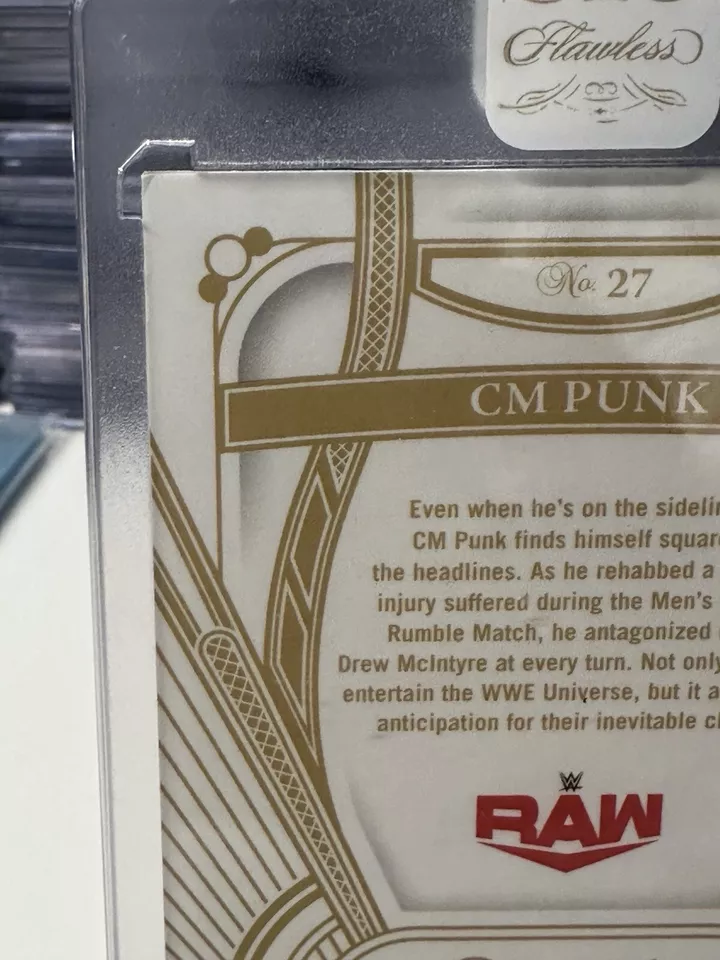 Flawless
No. 27
CM PUNK
Even when he's on the
CM Punk finds himself
the headlines. As he rehabbed a
injury suffered during the Men's
Rumble Match, he antagonized
Drew McIntyre at every turn. Not only
entertain the WWE Universe, but it
anticipation for their inevitable
W
RAW